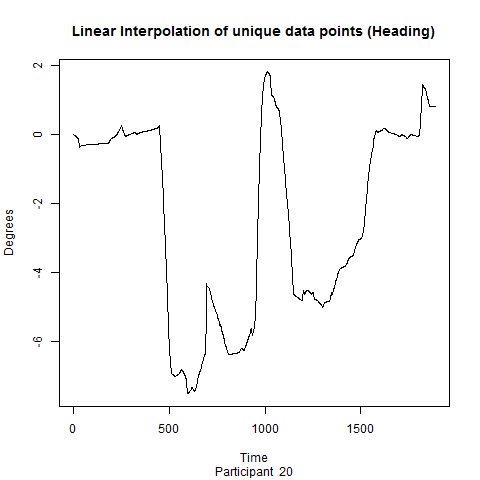 Linear Interpolation of unique data points (Heading)
2
0
-2
-4
-6
Degrees
0 500 1000 1500
Time
Participant 20